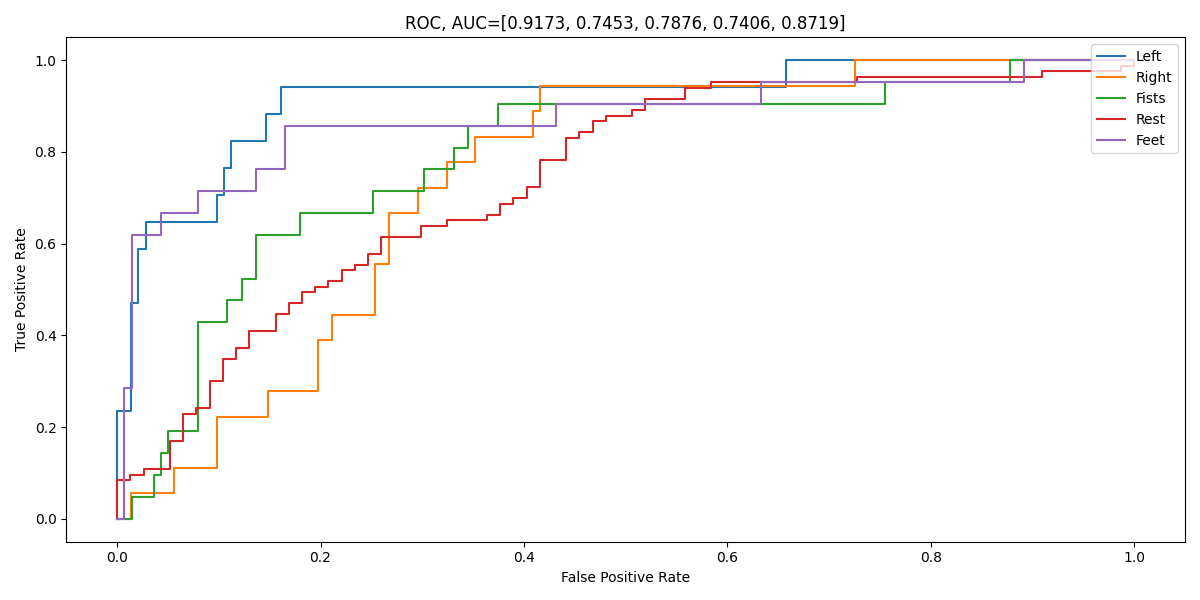 ROC, AUC=[0.9173, 0.7453, 0.7876, 0.7406, 0.8719]
Left
Right
Fists
Rest
Feet
1.0
0.8
0.6
0.4
0.2
0.0
True Positive Rate
0.0 0.2 0.4 0.6 0.8 1.0
False Positive Rate